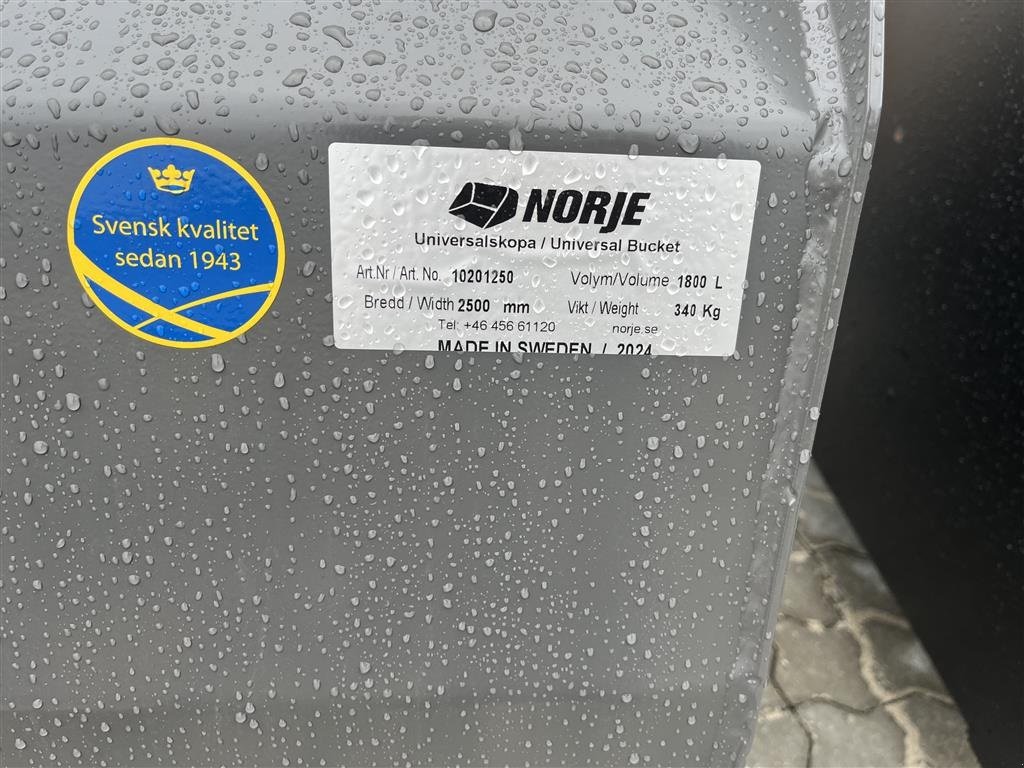 Svensk kvalitet
sedan 1943
NORJE
Universalskopa / Universal Bucket
Art.Nr / Art. No. 10201250 Volym/Volume 1800 L
Bredd / Width 2500 mm Vikt / Weight 340 Kg
Tel: +46 456 61120 norje.se
MADE IN SWEDEN / 2024